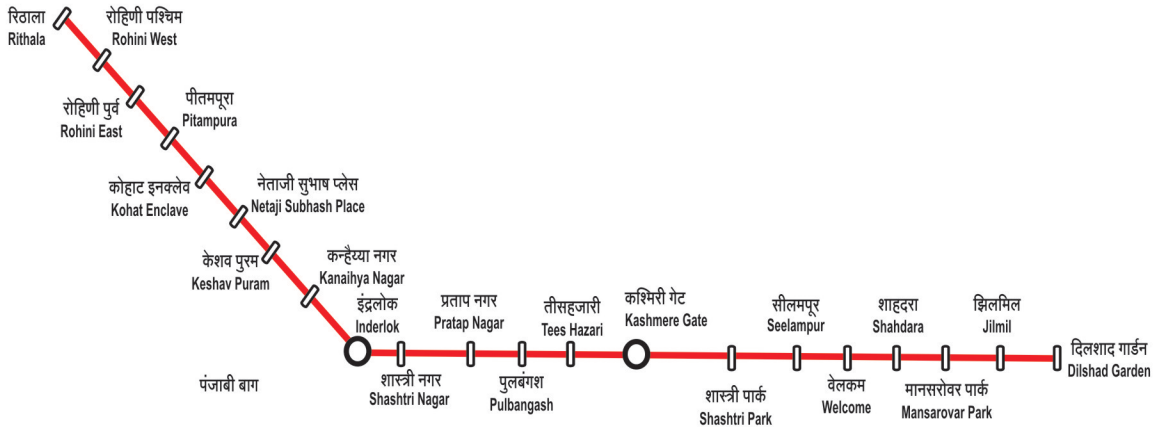 रिठाला
Rithala
रोहिणी पश्चिम
Rohini West
रोहिणी पुर्व
Rohini East
पीतमपूरा
Pitampura
कोहाट इनक्लेव
Kohat Enclave
नेताजी सुभाष प्लेस
Netaji Subhash Place
केशव पुरम
Keshav Puram
कन्हैय्या नगर
Kanaihya Nagar
इंद्रलोक
Inderlok
शास्त्री नगर
Shashtri Nagar
प्रताप नगर
Pratap Nagar
पुलबंगश
Pulbangash
तीसहजारी
Tees Hazari
कश्मिरी गेट
Kashmere Gate
शास्त्री पार्क
Shashtri Park
सीलमपूर
Seelampur
वेलकम
Welcome
शाहदरा
Shahdara
मानसरोवर पार्क
Mansarovar Park
झिलमिल
Jilmil
दिलशाद गार्डन
Dilshad Garden
पंजाबी बाग